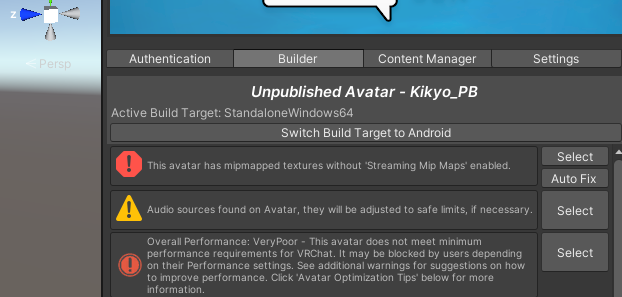 z
Persp
Authentication
Builder
Content Manager
Settings
Unpublished Avatar - Kikyo_PB
Active Build Target: StandaloneWindows64
Switch Build Target to Android
This avatar has mipmapped textures without 'Streaming Mip Maps' enabled.
Select
Auto Fix
Audio sources found on Avatar, they will be adjusted to safe limits, if necessary.
Select
Overall Performance: VeryPoor - This avatar does not meet minimum
performance requirements for VRChat. It may be blocked by users depending
on their Performance settings. See additional warnings for suggestions on how
to improve performance. Click 'Avatar Optimization Tips' below for more
information.
Select